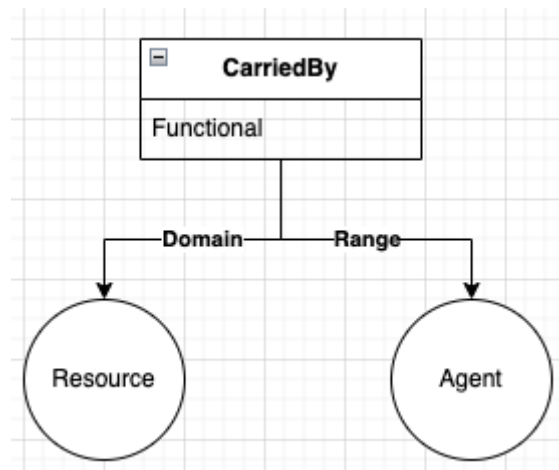 CarriedBy
Functional
Domain
Range
Resource
Agent